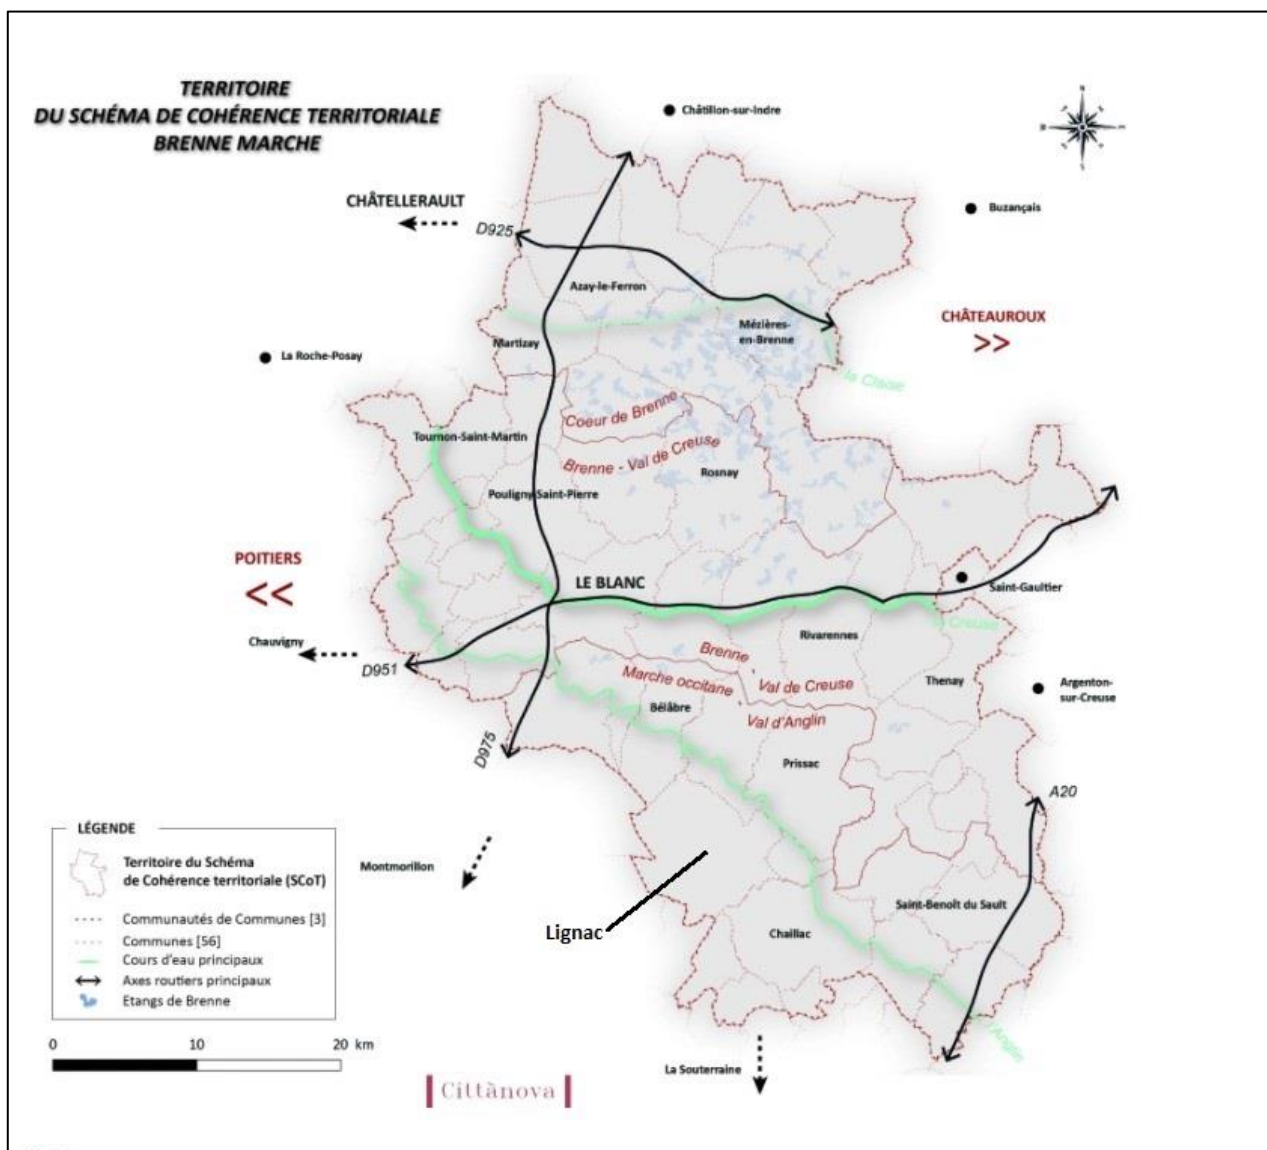 TERRITOIRE
DU SCHÉMA DE COHÉRENCE TERRITORIALE
BRENNE MARCHE
Châtillon-sur-Indre
CHÂTELLERAULT
D925
Buzançais
Azay-le-Ferron
CHÂTEAUROUX
>>
Mézières-
en-Brenne
Martizay
La Roche-Posay
la Claise
Coeur de Brenne
Tournon-Saint-Martin
Brenne - Val de Creuse
Rosnay
Pouligny-Saint-Pierre
POITIERS
<<
LE BLANC
Saint-Gaultier
Creuse
Chauvigny
D951
Rivarennes
Brenne
Val de Creuse
Marche occitane
Val d'Anglin
Thenay
Argenton-
sur-Creuse
Bélâbre
D975
Prissac
A20
Montmorillon
Lignac
Saint-Benoît du Sault
Chaillac
l'Anglin
La Souterraine
LÉGENDE
Territoire du Schéma
de Cohérence territoriale (SCoT)
Communautés de Communes [3]
Communes [56]
Cours d'eau principaux
Axes routiers principaux
Etangs de Brenne
0 10 20 km
Cittànova
N